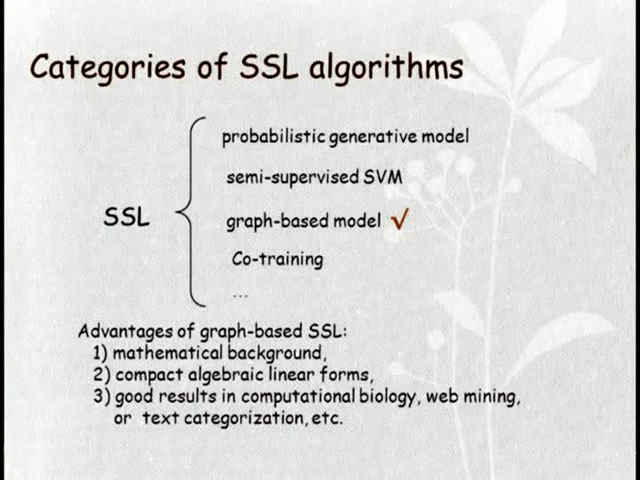 Categories of SSL algorithms
SSL
probabilistic generative model
semi-supervised SVM
graph-based model √
Co-training
...
Advantages of graph-based SSL:
1) mathematical background,
2) compact algebraic linear forms,
3) good results in computational biology, web mining,
or text categorization, etc.